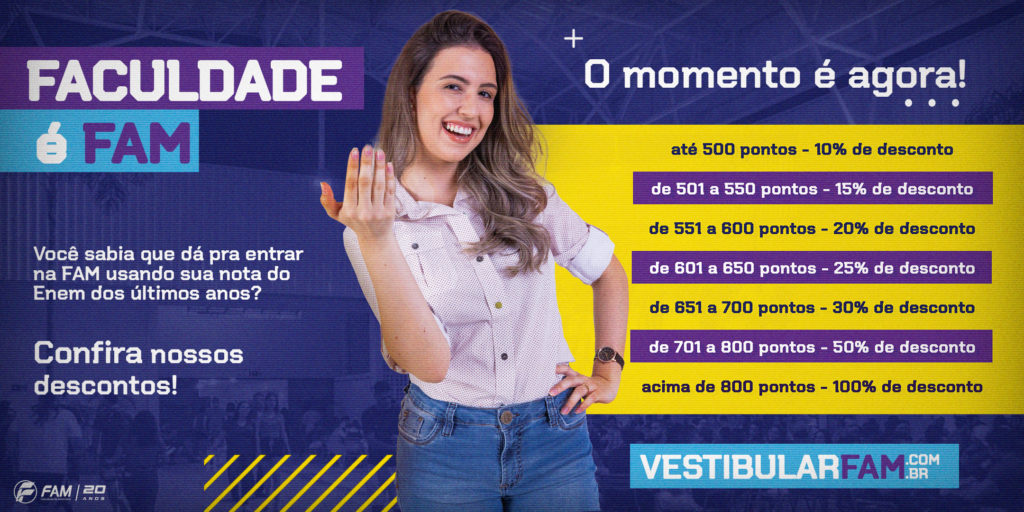 FACULDADE
é FAM
Você sabia que dá pra entrar
na FAM usando sua nota do
Enem dos últimos anos?
Confira nossos
descontos!
FAM | 20
ANOS
O momento é agora!
até 500 pontos - 10% de desconto
de 501 a 550 pontos - 15% de desconto
de 551 a 600 pontos - 20% de desconto
de 601 a 650 pontos - 25% de desconto
de 651 a 700 pontos - 30% de desconto
de 701 a 800 pontos - 50% de desconto
acima de 800 pontos - 100% de desconto
VESTIBULARFAM.COM
.BR